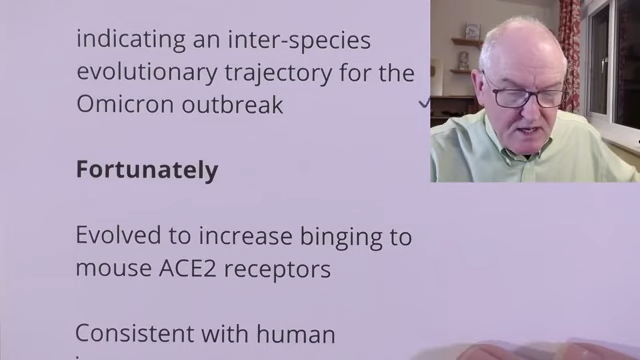 indicating an inter-species
evolutionary trajectory for the
Omicron outbreak
Fortunately
Evolved to increase binging to
mouse ACE2 receptors
Consistent with human